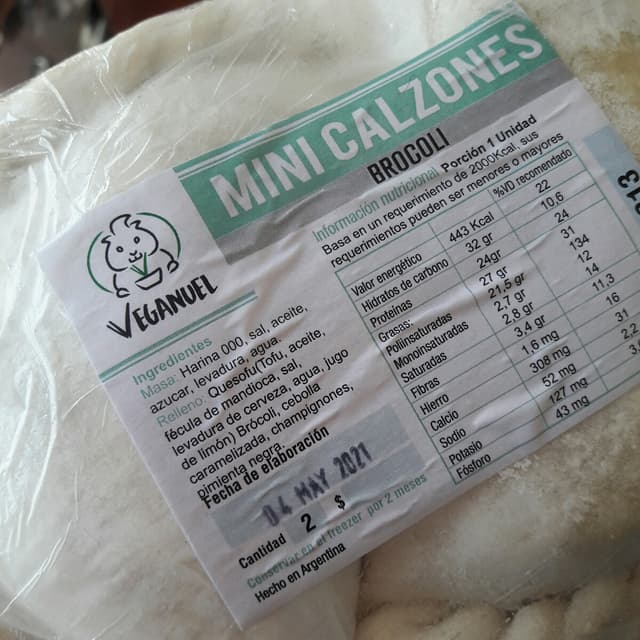 MINI CALZONES
BROCOLI
VEGANUEL
Ingredientes
Masa: Harina 000, sal, aceite,
azucar, levadura, agua.
Relleno: Quesofu(Tofu, aceite,
fécula de mandioca, sal,
levadura de cerveza, agua, jugo
de limón) Brócoli, cebolla
caramelizada, champignones,
pimienta negra.
Fecha de elaboración
04 MAY 2021
Cantidad 2 $
Conservar en el freezer por 2 meses
Hecho en Argentina
Información nutricional Porción 1 Unidad
Basa en un requerimiento de 2000Kcal, sus
requerimientos pueden ser menores o mayores
%VD recomendado
Valor energético 443 Kcal 22
Hidratos de carbono 32 gr 10,6
Proteinas 24gr 24
Grasas: 27 gr 31
Poliinsaturadas 21,5 gr 134
Monoinsaturadas 2,7 gr 12
Saturadas 2,8 gr 14
Fibras 3,4 gr 11,3
Hierro 1,6 mg 16
Calcio 308 mg 31
Sodio 52 mg 2,2
Potasio 127 mg
Fósforo 43 mg